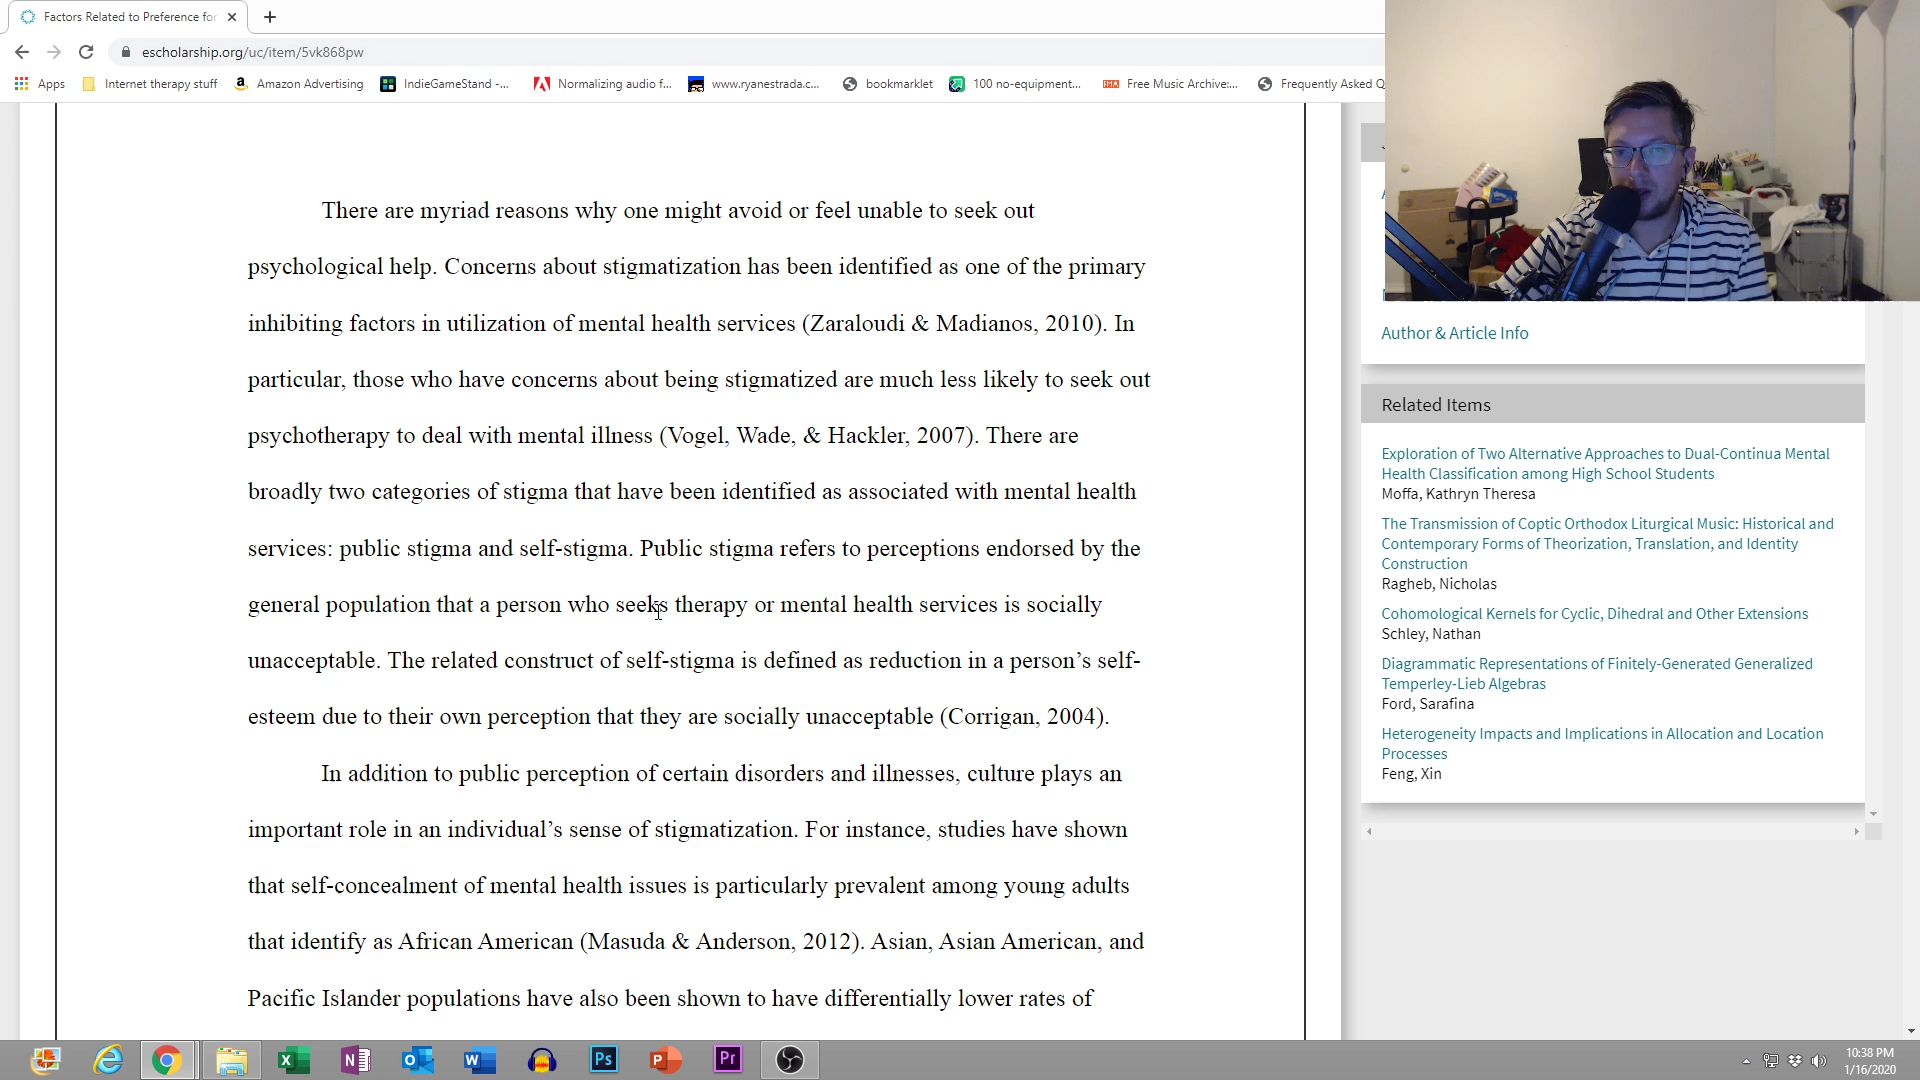 Factors Related to Preference for
escholarship.org/uc/item/5vk868pw
Apps
Internet therapy stuff
Amazon Advertising
IndieGameStand -...
Normalizing audio f...
www.ryanestrada.c...
bookmarklet
100 no-equipment...
Free Music Archive:...
Frequently Asked Q
There are myriad reasons why one might avoid or feel unable to seek out
psychological help. Concerns about stigmatization has been identified as one of the primary
inhibiting factors in utilization of mental health services (Zaraloudi & Madianos, 2010). In
particular, those who have concerns about being stigmatized are much less likely to seek out
psychotherapy to deal with mental illness (Vogel, Wade, & Hackler, 2007). There are
broadly two categories of stigma that have been identified as associated with mental health
services: public stigma and self-stigma. Public stigma refers to perceptions endorsed by the
general population that a person who seeks therapy or mental health services is socially
unacceptable. The related construct of self-stigma is defined as reduction in a person’s self-
esteem due to their own perception that they are socially unacceptable (Corrigan, 2004).
In addition to public perception of certain disorders and illnesses, culture plays an
important role in an individual’s sense of stigmatization. For instance, studies have shown
that self-concealment of mental health issues is particularly prevalent among young adults
that identify as African American (Masuda & Anderson, 2012). Asian, Asian American, and
Pacific Islander populations have also been shown to have differentially lower rates of
Author & Article Info
Related Items
Exploration of Two Alternative Approaches to Dual-Continua Mental
Health Classification among High School Students
Moffa, Kathryn Theresa
The Transmission of Coptic Orthodox Liturgical Music: Historical and
Contemporary Forms of Theorization, Translation, and Identity
Construction
Ragheb, Nicholas
Cohomological Kernels for Cyclic, Dihedral and Other Extensions
Schley, Nathan
Diagrammatic Representations of Finitely-Generated Generalized
Temperley-Lieb Algebras
Ford, Sarafina
Heterogeneity Impacts and Implications in Allocation and Location
Processes
Feng, Xin
10:38 PM
1/16/2020